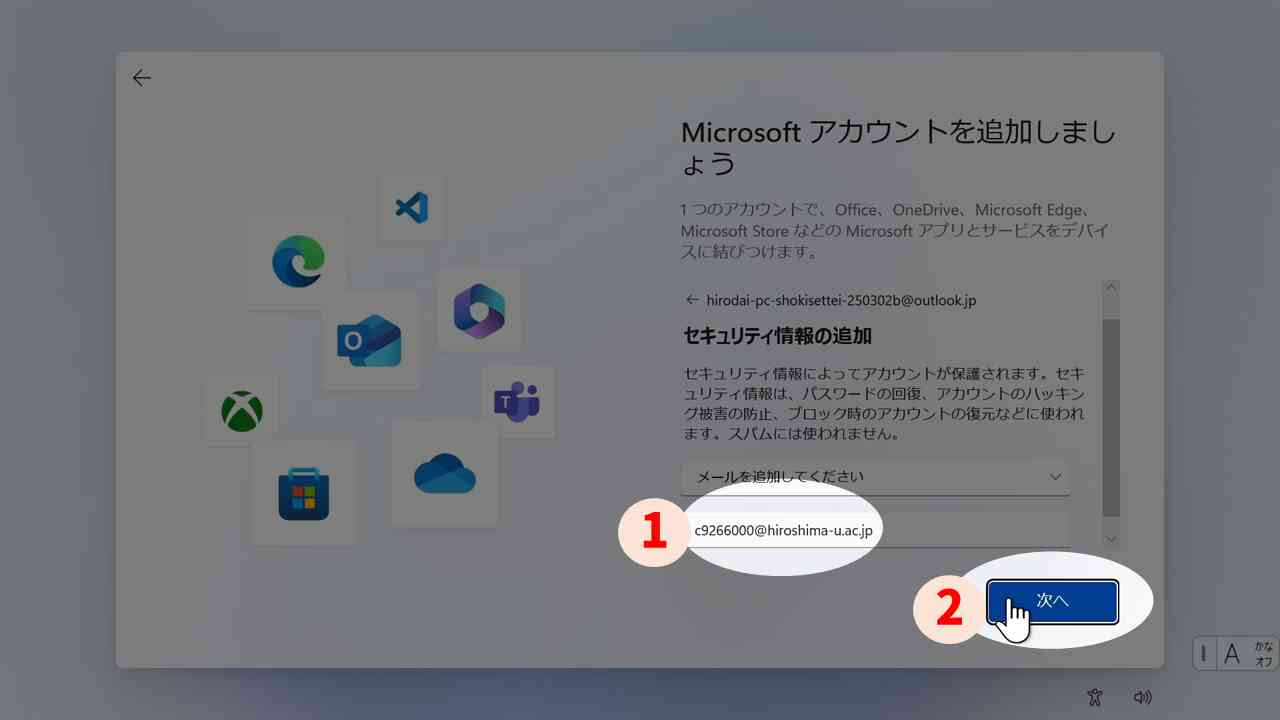 Microsoft アカウントを追加しまし
ょう
1 つのアカウントで、Office、OneDrive、Microsoft Edge、
Microsoft Store などの Microsoft アプリとサービスをデバイ
スに結びつけます。
← hirodai-pc-shokisettei-250302b@outlook.jp
セキュリティ情報の追加
セキュリティ情報によってアカウントが保護されます。セキ
ュリティ情報は、パスワードの回復、アカウントのハッキン
グ被害の防止、ブロック時のアカウントの復元などに使われ
ます。スパムには使われません。
メールを追加してください
1
c9266000@hiroshima-u.ac.jp
2
次へ
A
かな
オフ
O
T